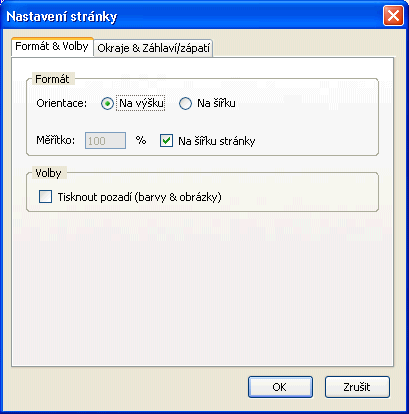 Nastavení stránky
Formát & Volby Okraje & Záhlaví/zápatí
Formát
Orientace: Na výšku Na šířku
Měřítko: 100 % Na šířku stránky
Volby
Tisknout pozadí (barvy & obrázky)
OK Zrušit